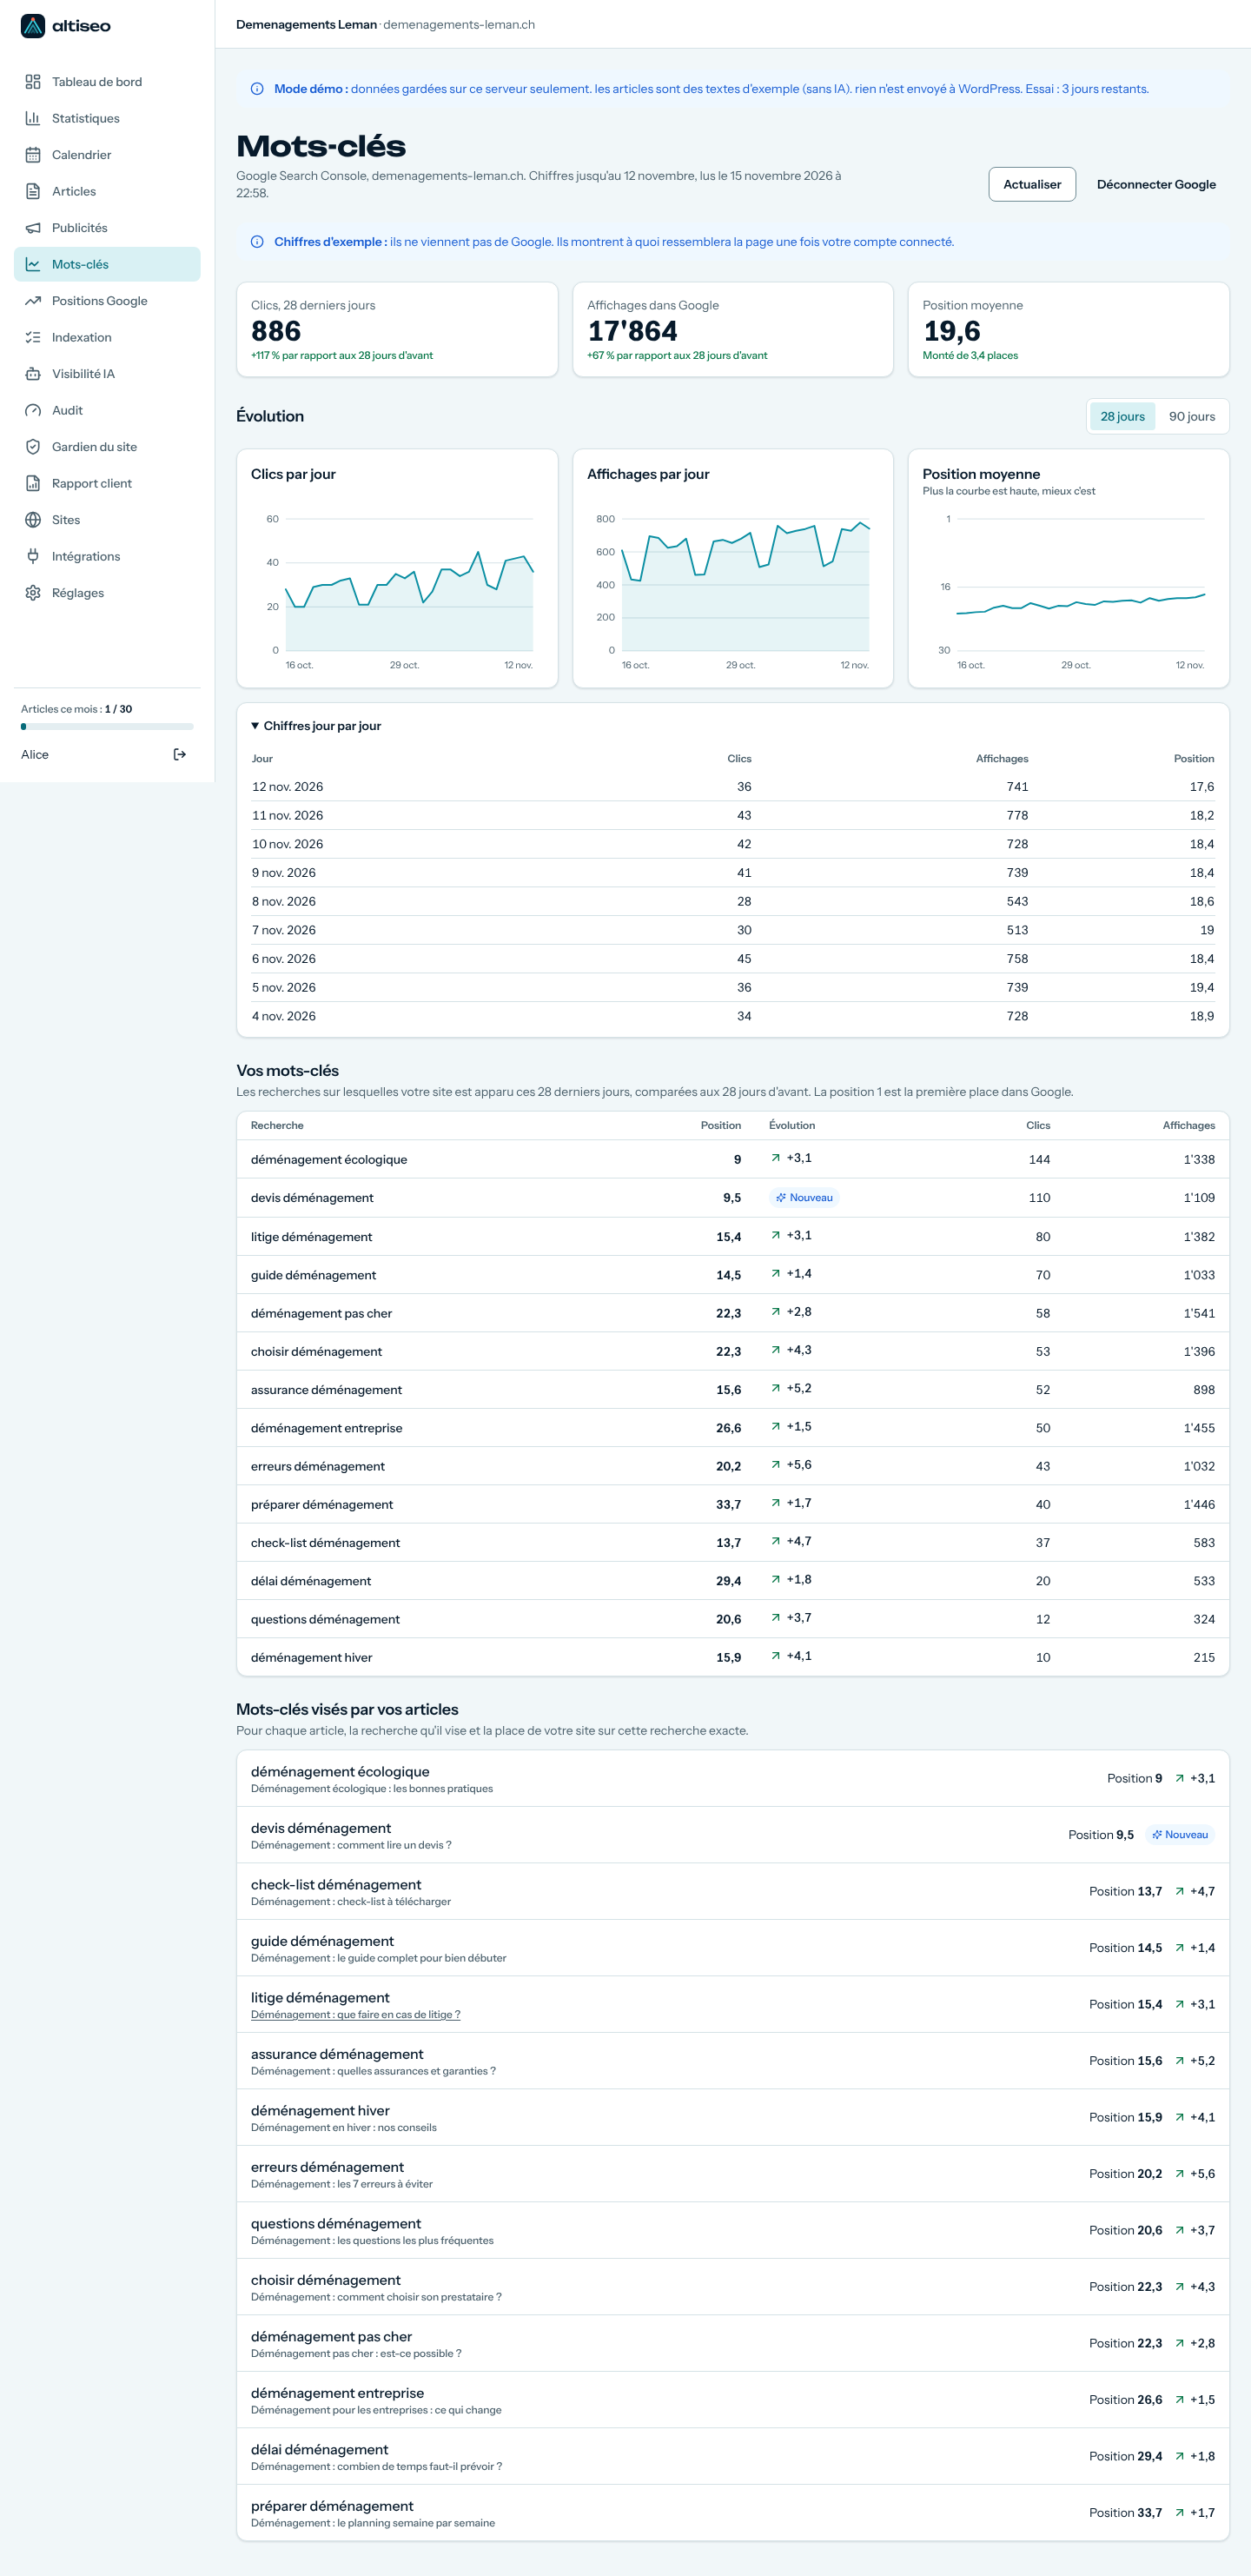 altiseo
Demenagements Leman · demenagements-leman.ch
Tableau de bord
Statistiques
Calendrier
Articles
Publicités
Mots-clés
Positions Google
Indexation
Visibilité IA
Audit
Gardien du site
Rapport client
Sites
Intégrations
Réglages
Articles ce mois : 1 / 30
Alice
Mode démo : données gardées sur ce serveur seulement. les articles sont des textes d'exemple (sans IA). rien n'est envoyé à WordPress. Essai : 3 jours restants.
Mots-clés
Google Search Console, demenagements-leman.ch. Chiffres jusqu'au 12 novembre, lus le 15 novembre 2026 à
22:58.
Actualiser
Déconnecter Google
Chiffres d'exemple : ils ne viennent pas de Google. Ils montrent à quoi ressemblera la page une fois votre compte connecté.
Clics, 28 derniers jours
886
+117 % par rapport aux 28 jours d'avant
Affichages dans Google
17'864
+67 % par rapport aux 28 jours d'avant
Position moyenne
19,6
Monté de 3,4 places
Évolution
28 jours
90 jours
Clics par jour
60
40
20
0
16 oct.
29 oct.
12 nov.
Affichages par jour
800
600
400
200
0
16 oct.
29 oct.
12 nov.
Position moyenne
Plus la courbe est haute, mieux c'est
1
16
30
16 oct.
29 oct.
12 nov.
▼ Chiffres jour par jour
Jour Clics Affichages Position
12 nov. 2026 36 741 17,6
11 nov. 2026 43 778 18,2
10 nov. 2026 42 728 18,4
9 nov. 2026 41 739 18,4
8 nov. 2026 28 543 18,6
7 nov. 2026 30 513 19
6 nov. 2026 45 758 18,4
5 nov. 2026 36 739 19,4
4 nov. 2026 34 728 18,9
Vos mots-clés
Les recherches sur lesquelles votre site est apparu ces 28 derniers jours, comparées aux 28 jours d'avant. La position 1 est la première place dans Google.
Recherche Position Évolution Clics Affichages
déménagement écologique 9 +3,1 144 1'338
devis déménagement 9,5 Nouveau 110 1'109
litige déménagement 15,4 +3,1 80 1'382
guide déménagement 14,5 +1,4 70 1'033
déménagement pas cher 22,3 +2,8 58 1'541
choisir déménagement 22,3 +4,3 53 1'396
assurance déménagement 15,6 +5,2 52 898
déménagement entreprise 26,6 +1,5 50 1'455
erreurs déménagement 20,2 +5,6 43 1'032
préparer déménagement 33,7 +1,7 40 1'446
check-list déménagement 13,7 +4,7 37 583
délai déménagement 29,4 +1,8 20 533
questions déménagement 20,6 +3,7 12 324
déménagement hiver 15,9 +4,1 10 215
Mots-clés visés par vos articles
Pour chaque article, la recherche qu'il vise et la place de votre site sur cette recherche exacte.
déménagement écologique
Déménagement écologique : les bonnes pratiques
Position 9 +3,1
devis déménagement
Déménagement : comment lire un devis ?
Position 9,5 Nouveau
check-list déménagement
Déménagement : check-list à télécharger
Position 13,7 +4,7
guide déménagement
Déménagement : le guide complet pour bien débuter
Position 14,5 +1,4
litige déménagement
Déménagement : que faire en cas de litige ?
Position 15,4 +3,1
assurance déménagement
Déménagement : quelles assurances et garanties ?
Position 15,6 +5,2
déménagement hiver
Déménagement en hiver : nos conseils
Position 15,9 +4,1
erreurs déménagement
Déménagement : les 7 erreurs à éviter
Position 20,2 +5,6
questions déménagement
Déménagement : les questions les plus fréquentes
Position 20,6 +3,7
choisir déménagement
Déménagement : comment choisir son prestataire ?
Position 22,3 +4,3
déménagement pas cher
Déménagement pas cher : est-ce possible ?
Position 22,3 +2,8
déménagement entreprise
Déménagement pour les entreprises : ce qui change
Position 26,6 +1,5
délai déménagement
Déménagement : combien de temps faut-il prévoir ?
Position 29,4 +1,8
préparer déménagement
Déménagement : le planning semaine par semaine
Position 33,7 +1,7